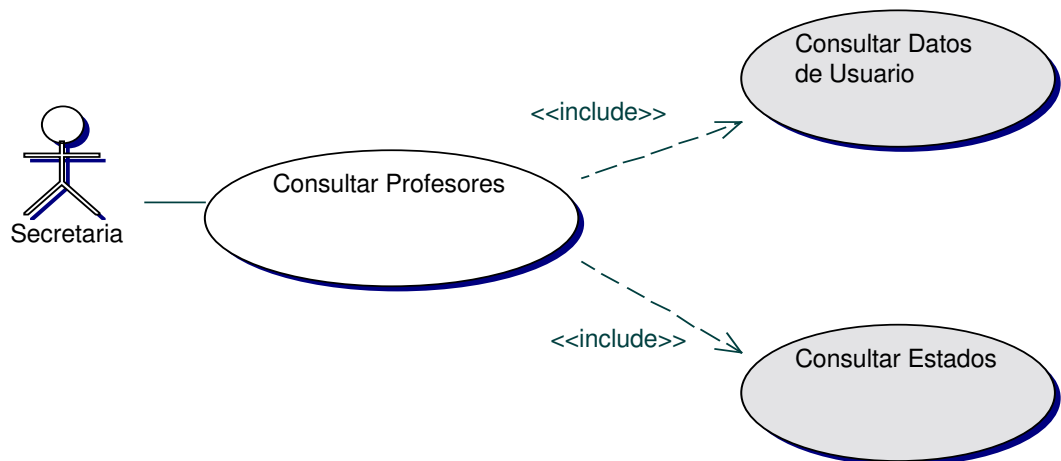 Consultar Datos
de Usuario
<<include>>
Consultar Profesores
Secretaria
<<include>>
Consultar Estados